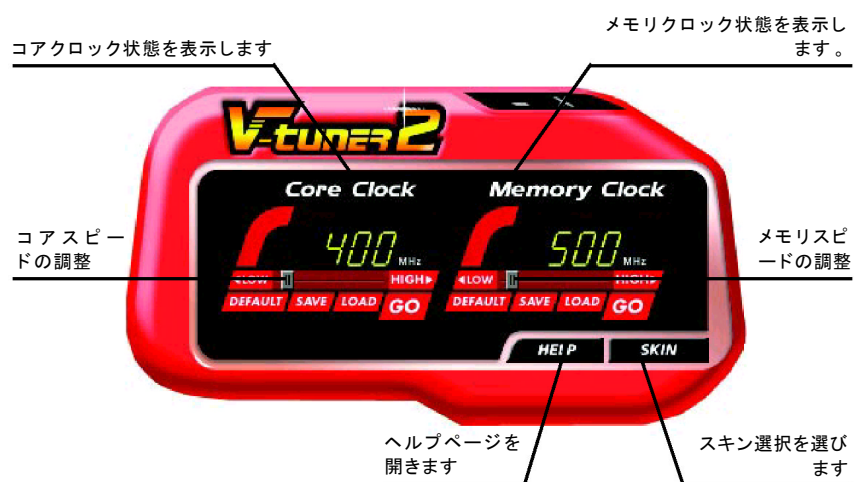 メモリクロック状態を表示し
ます。
コアクロック状態を表示します
V-tuner2
Core Clock
Memory Clock
コアスピー
ドの調整
400 MHz
500 MHz
メモリスピ
ードの調整
LOW HIGH
LOW HIGH
DEFAULT SAVE LOAD GO
DEFAULT SAVE LOAD GO
HELP SKIN
ヘルプページを
開きます
スキン選択を選び
ます